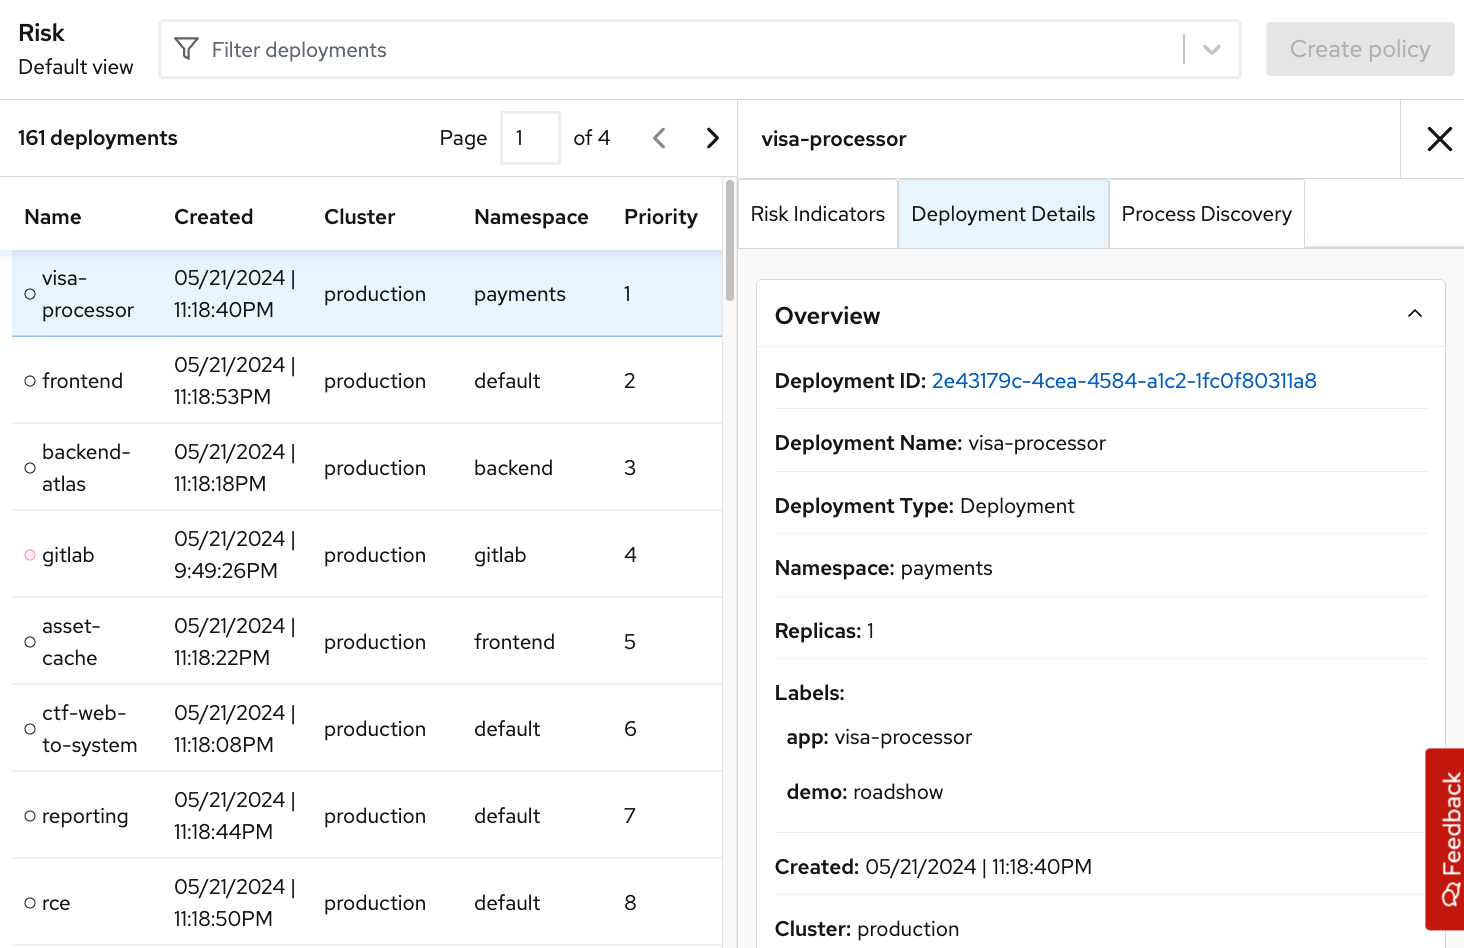 Risk
Default view
Filter deployments
Create policy
161 deployments
Page 1 of 4
visa-processor
Name Created Cluster Namespace Priority
visa-processor 05/21/2024 | 11:18:40PM production payments 1
frontend 05/21/2024 | 11:18:53PM production default 2
backend-atlas 05/21/2024 | 11:18:18PM production backend 3
gitlab 05/21/2024 | 9:49:26PM production gitlab 4
asset-cache 05/21/2024 | 11:18:22PM production frontend 5
ctf-web-to-system 05/21/2024 | 11:18:08PM production default 6
reporting 05/21/2024 | 11:18:44PM production default 7
rce 05/21/2024 | 11:18:50PM production default 8
Risk Indicators
Deployment Details
Process Discovery
Overview
Deployment ID: 2e43179c-4cea-4584-a1c2-1fc0f80311a8
Deployment Name: visa-processor
Deployment Type: Deployment
Namespace: payments
Replicas: 1
Labels:
app: visa-processor
demo: roadshow
Created: 05/21/2024 | 11:18:40PM
Cluster: production
Feedback